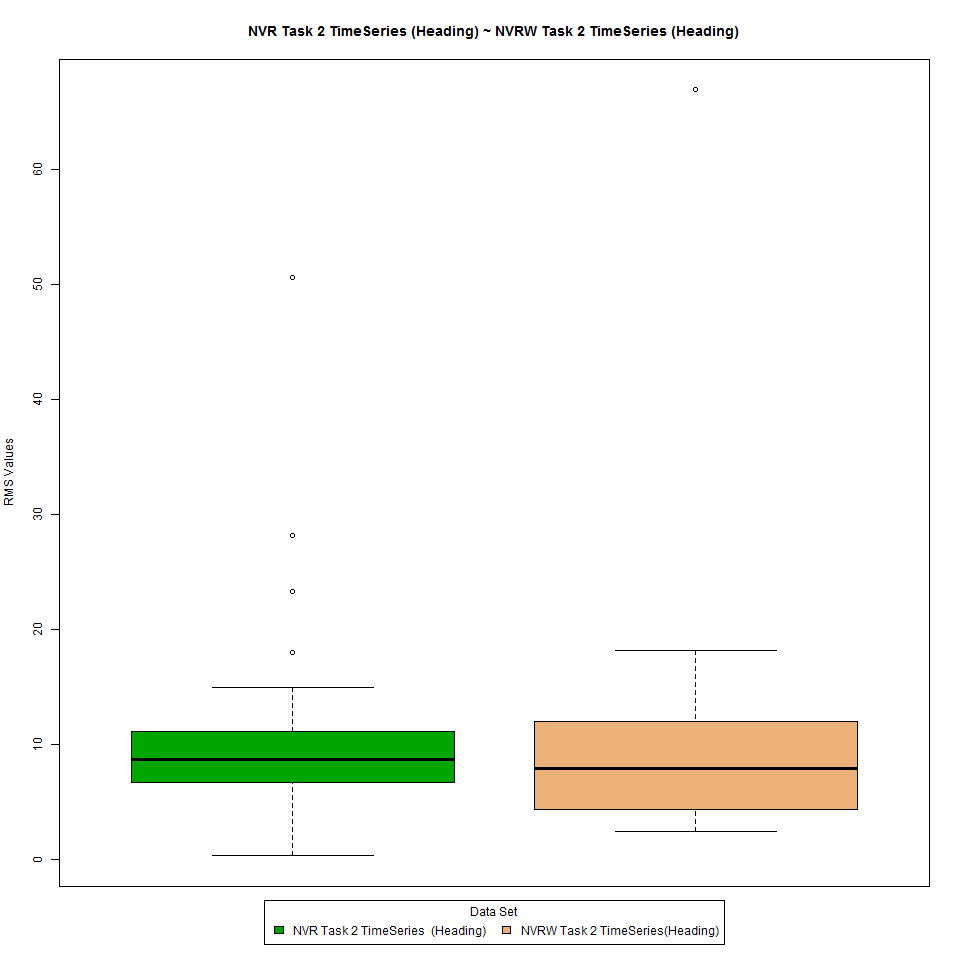 NVR Task 2 TimeSeries (Heading) ~ NVRW Task 2 TimeSeries (Heading)
60
50
40
30
20
10
0
RMS Values
Data Set
NVR Task 2 TimeSeries  (Heading) NVRW Task 2 TimeSeries(Heading)